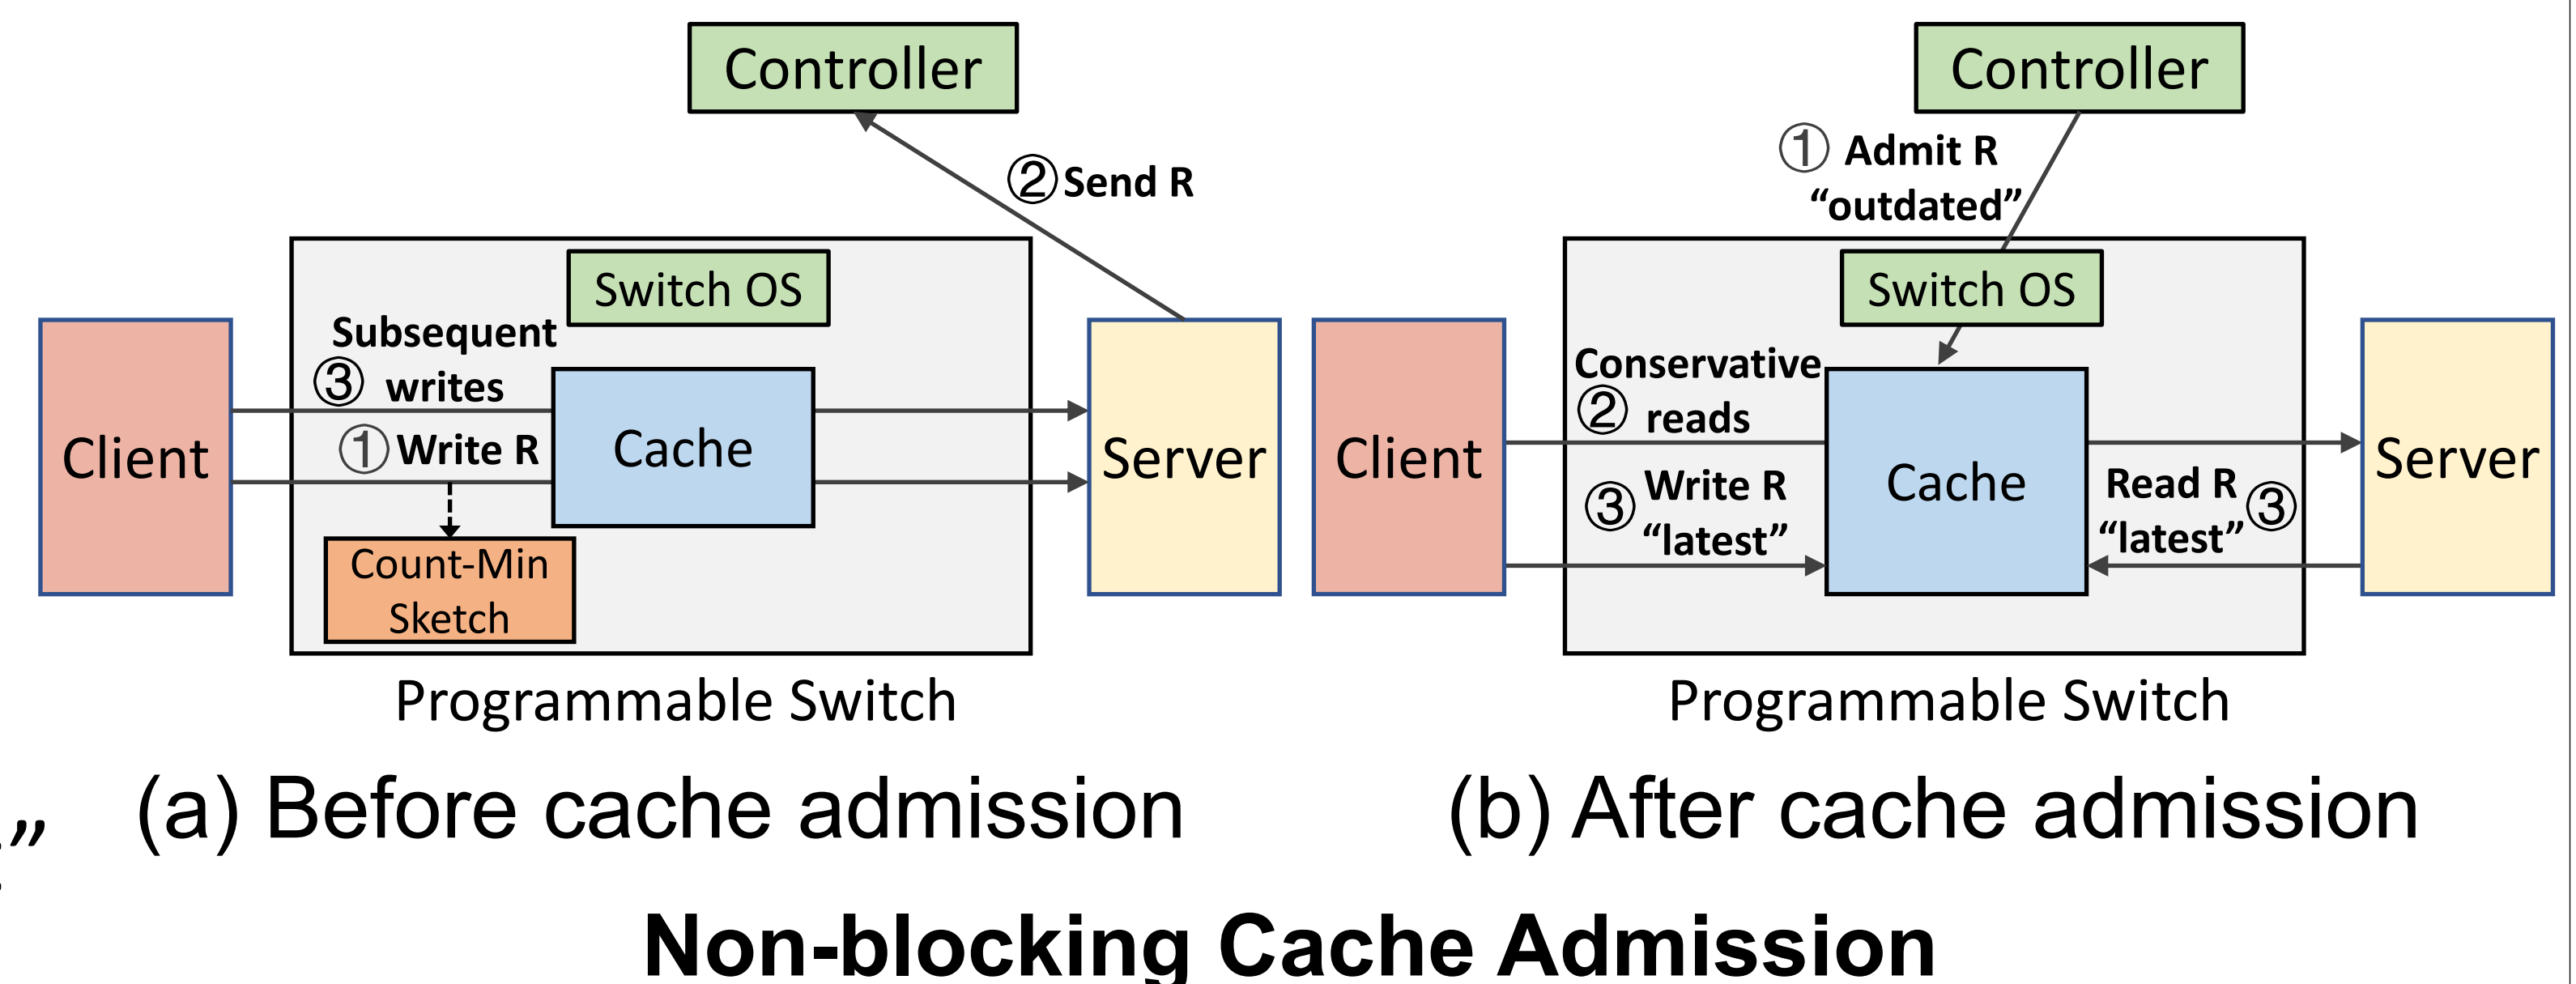 Controller
② Send R
Switch OS
Subsequent
③ writes
① Write R
Client
Cache
Server
Count-Min
Sketch
Programmable Switch
(a) Before cache admission
Controller
① Admit R
“outdated”
Switch OS
Conservative
② reads
Client
Cache
Server
③ Write R
“latest”
Read R ③
“latest”
Programmable Switch
(b) After cache admission
”
Non-blocking Cache Admission